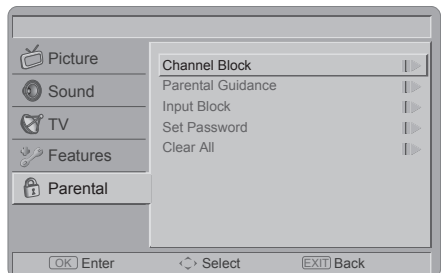 Picture
Sound
TV
Features
Parental
Channel Block
Parental Guidance
Input Block
Set Password
Clear All
OK Enter
Select
EXIT Back